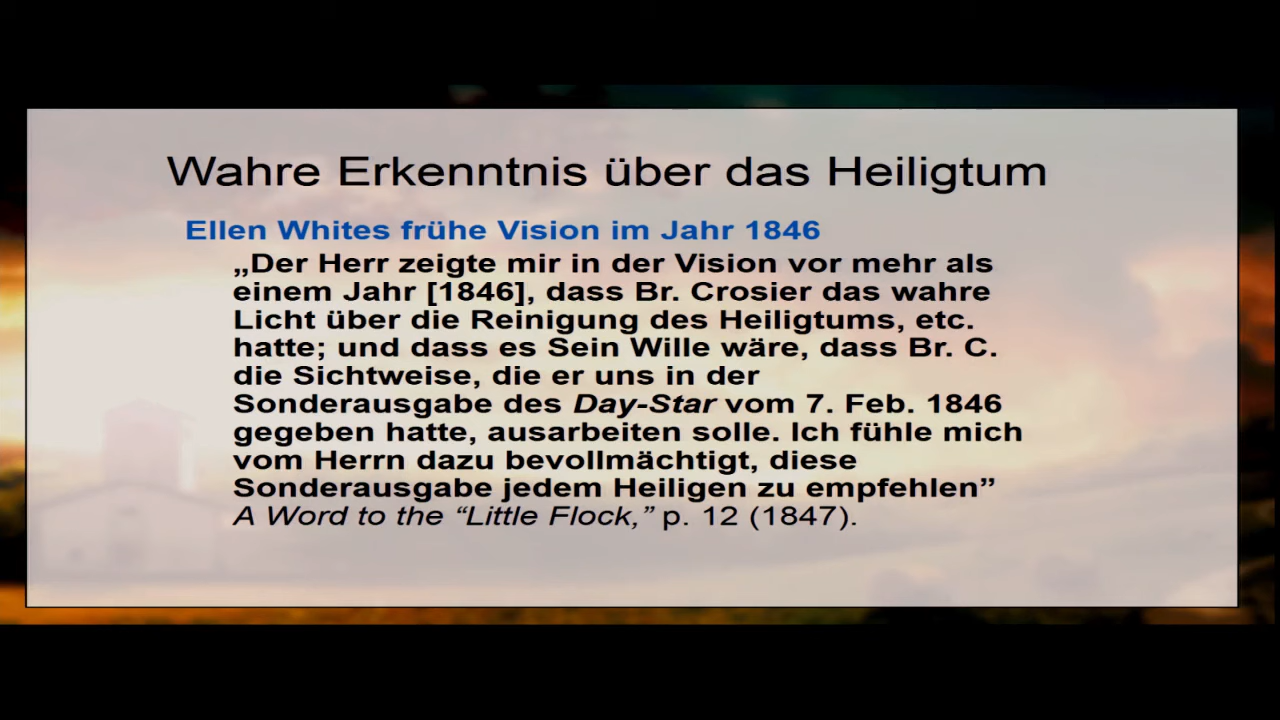 Wahre Erkenntnis über das Heiligtum
Ellen Whites frühe Vision im Jahr 1846
„Der Herr zeigte mir in der Vision vor mehr als
einem Jahr [1846], dass Br. Crosier das wahre
Licht über die Reinigung des Heiligtums, etc.
hatte; und dass es Sein Wille wäre, dass Br. C.
die Sichtweise, die er uns in der
Sonderausgabe des Day-Star vom 7. Feb. 1846
gegeben hatte, ausarbeiten solle. Ich fühle mich
vom Herrn dazu bevollmächtigt, diese
Sonderausgabe jedem Heiligen zu empfehlen”
A Word to the “Little Flock,” p. 12 (1847).